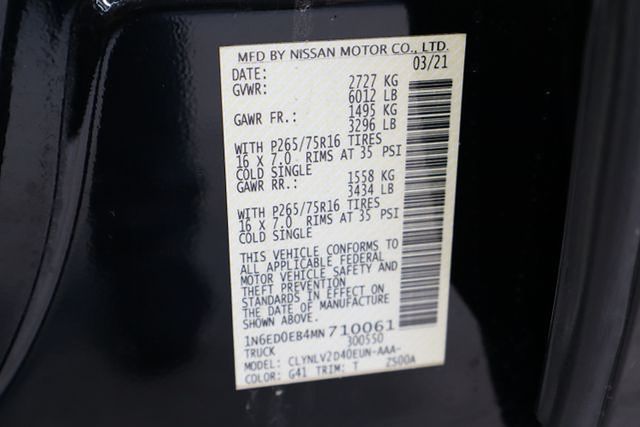 MFD BY NISSAN MOTOR CO., LTD.
DATE: 03/21
GVWR: 2727 KG
6012 LB
GAWR FR.: 1495 KG
3296 LB
WITH P265/75R16 TIRES
16 X 7.0 RIMS AT 35 PSI
COLD SINGLE
GAWR RR.: 1558 KG
3434 LB
WITH P265/75R16 TIRES
16 X 7.0 RIMS AT 35 PSI
COLD SINGLE
THIS VEHICLE CONFORMS TO
ALL APPLICABLE FEDERAL
MOTOR VEHICLE SAFETY AND
THEFT PREVENTION
STANDARDS IN EFFECT ON
THE DATE OF MANUFACTURE
SHOWN ABOVE.
1N6ED0EB4MN710061
TRUCK 300550
MODEL: CLYNLV2D40EUN-AAA-
COLOR: G41 TRIM: T ZS00A